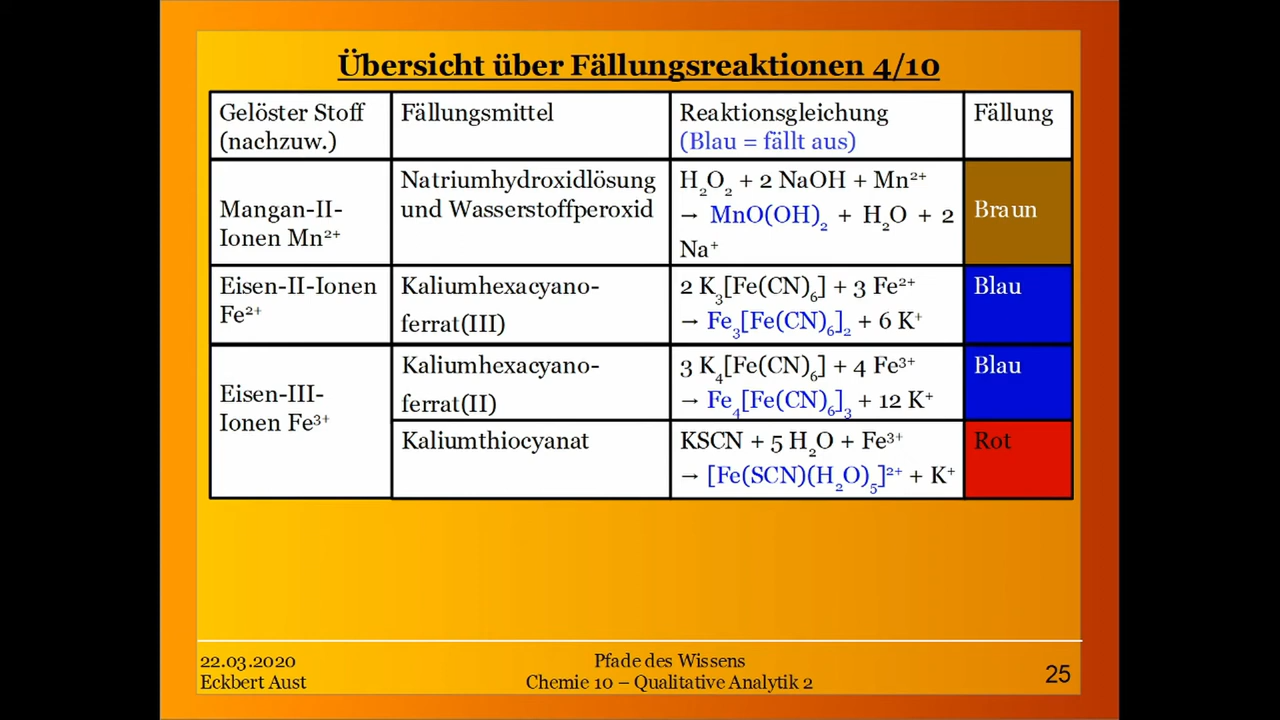 Übersicht über Fällungsreaktionen 4/10
Gelöster Stoff
(nachzuw.)
Fällungsmittel
Reaktionsgleichung
(Blau = fällt aus)
Fällung
Mangan-II-
Ionen Mn²⁺
Natriumhydroxidlösung
und Wasserstoffperoxid
H₂O₂ + 2 NaOH + Mn²⁺
→ MnO(OH)₂ + H₂O + 2
Na⁺
Braun
Eisen-II-Ionen
Fe²⁺
Kaliumhexacyano-
ferrat(III)
2 K₃[Fe(CN)₆] + 3 Fe²⁺
→ Fe₃[Fe(CN)₆]₂ + 6 K⁺
Blau
Eisen-III-
Ionen Fe³⁺
Kaliumhexacyano-
ferrat(II)
3 K₄[Fe(CN)₆] + 4 Fe³⁺
→ Fe₄[Fe(CN)₆]₃ + 12 K⁺
Blau
Kaliumthiocyanat
KSCN + 5 H₂O + Fe³⁺
→ [Fe(SCN)(H₂O)₅]²⁺ + K⁺
Rot
22.03.2020
Eckbert Aust
Pfade des Wissens
Chemie 10 – Qualitative Analytik 2
25